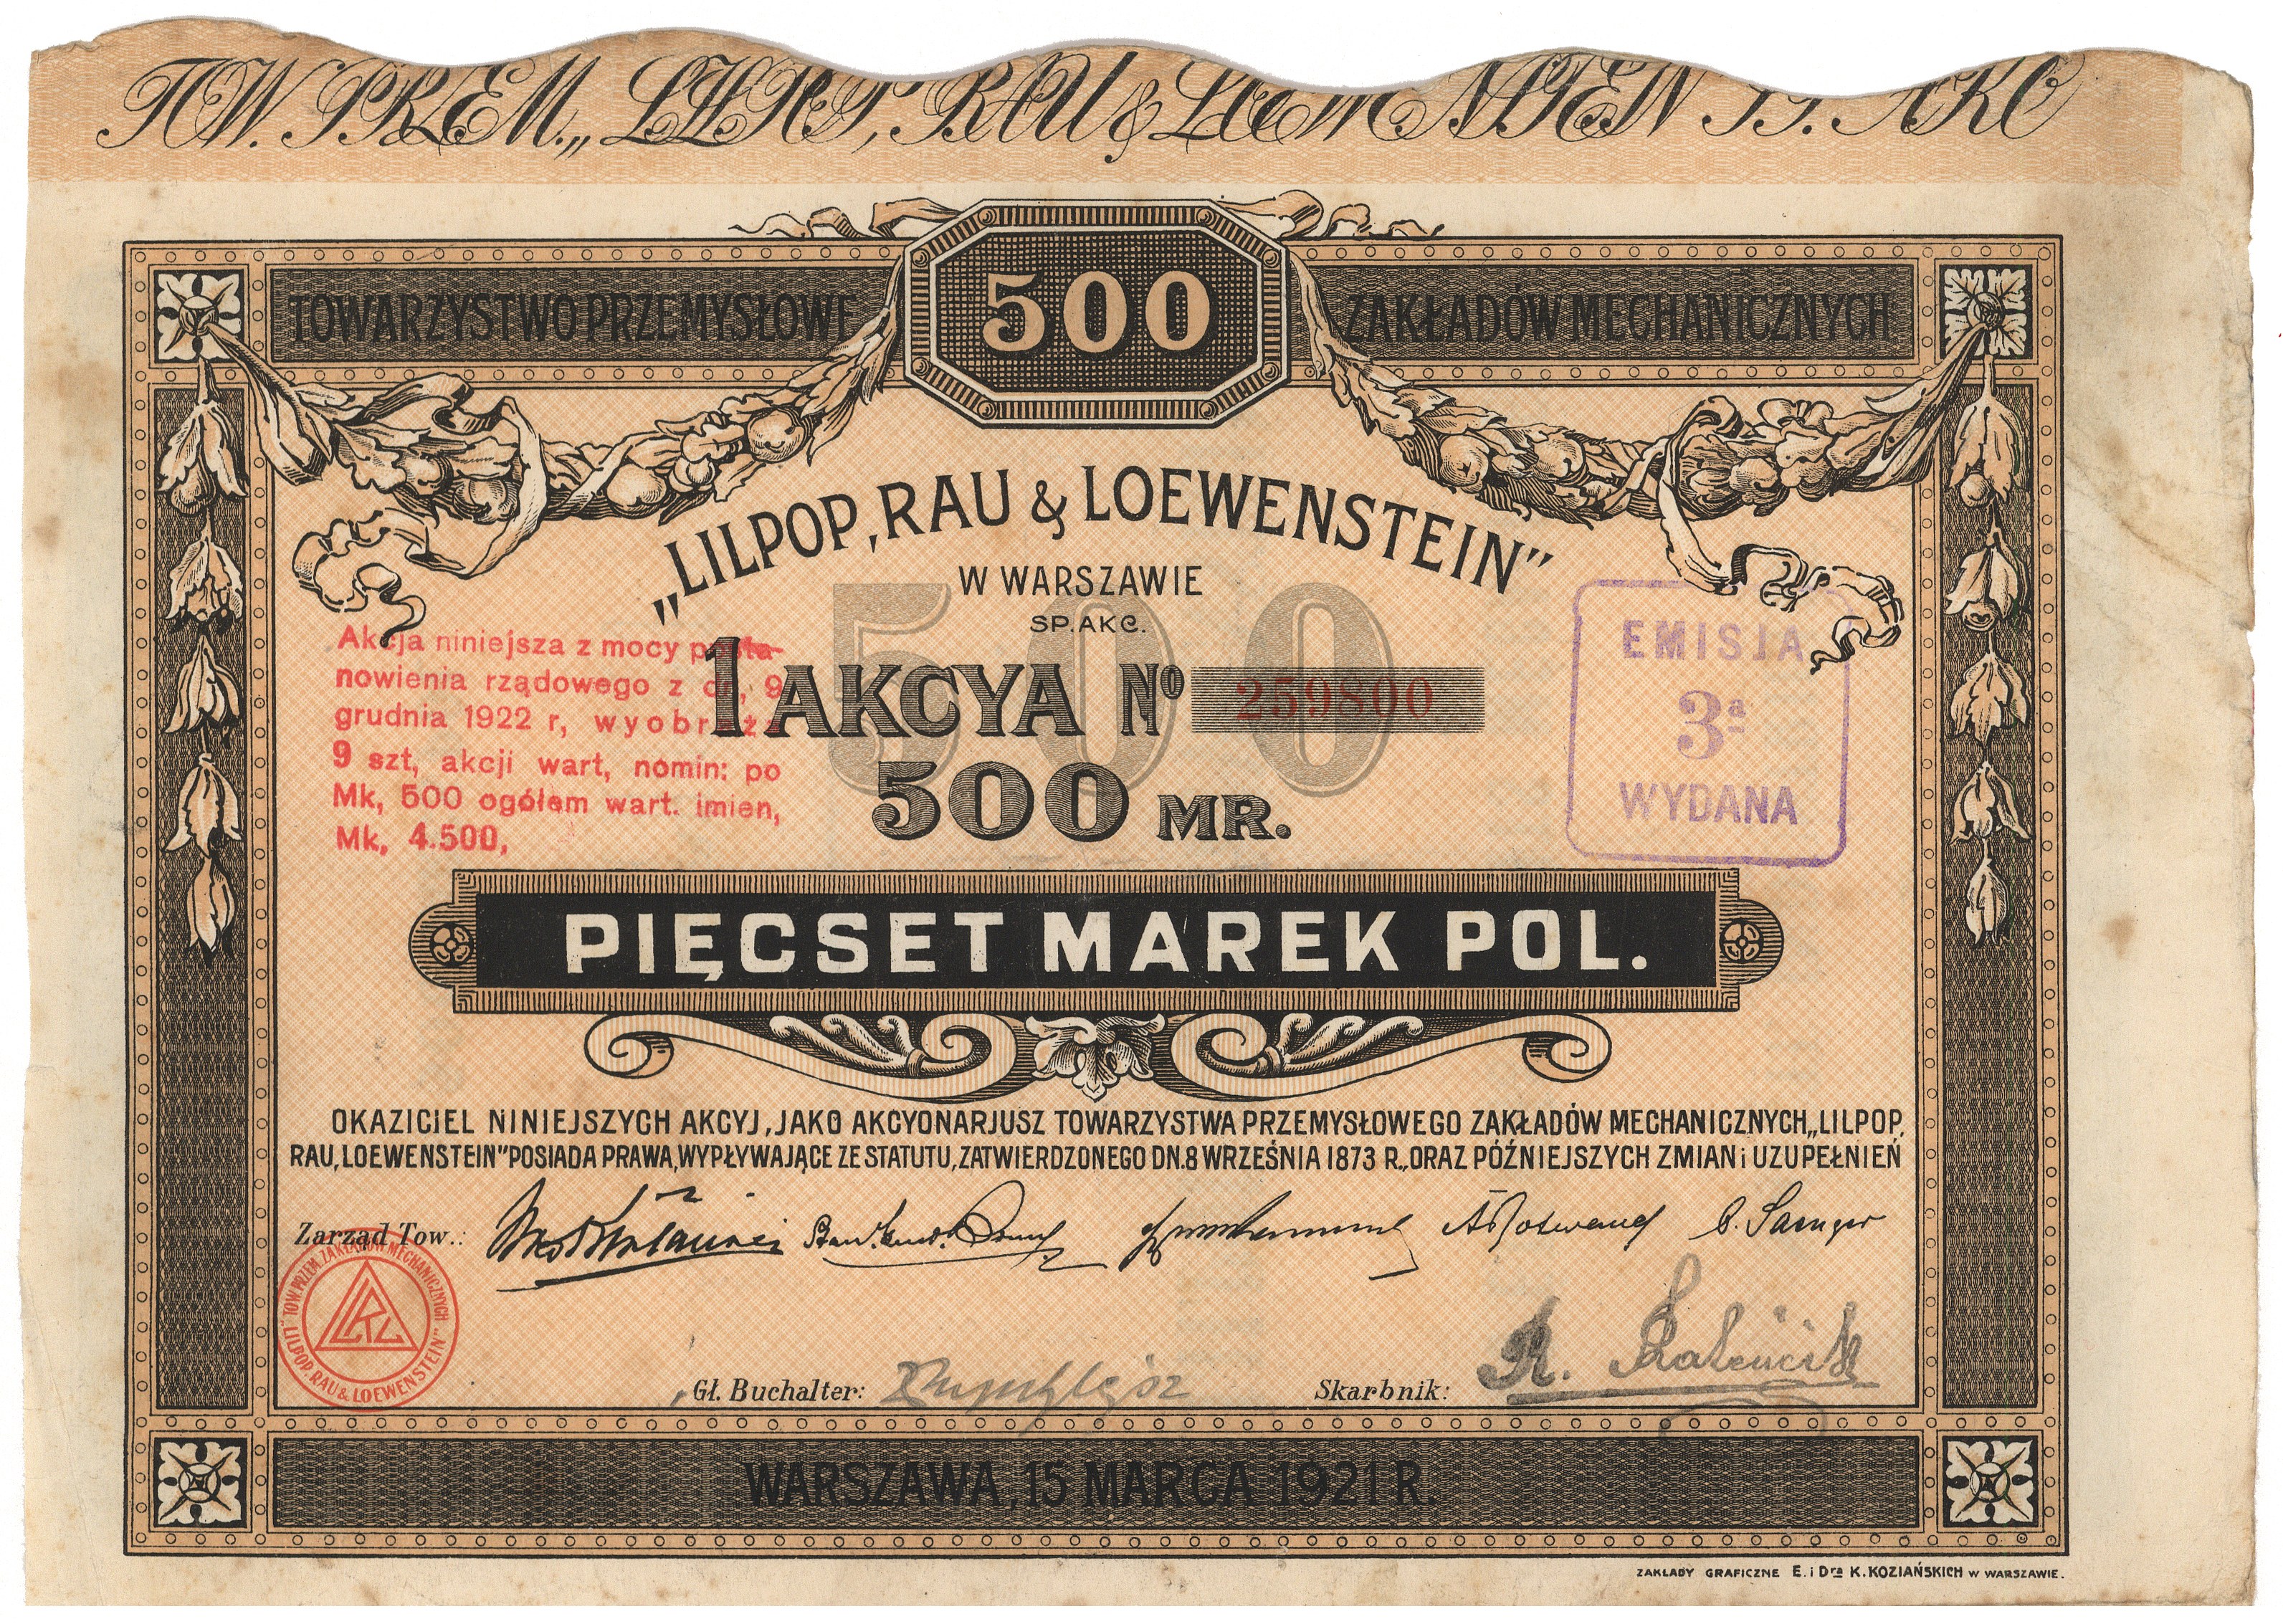 TOW. PRZEM. „LILPOP, RAU & LOEWENSTEIN" SP. AKC
500
TOWARZYSTWO PRZEMYSŁOWE ZAKŁADÓW MECHANICZNYCH
„LILPOP, RAU & LOEWENSTEIN"
W WARSZAWIE
SP. AKC.
500
1 AKCYA No 259800
500 MR.
Akcja niniejsza z mocy posta-
nowienia rządowego z dn, 9
grudnia 1922 r, wyobraża
9 szt, akcji wart, nomin: po
Mk, 500 ogółem wart. imien,
Mk, 4.500,
EMISJA
3a
WYDANA
PIĘCSET MAREK POL.
OKAZICIEL NINIEJSZYCH AKCYJ, JAKO AKCYONARJUSZ TOWARZYSTWA PRZEMYSŁOWEGO ZAKŁADÓW MECHANICZNYCH „LILPOP,
RAU, LOEWENSTEIN" POSIADA PRAWA, WYPŁYWAJĄCE ZE STATUTU, ZATWIERDZONEGO DN. 8 WRZEŚNIA 1873 R., ORAZ PÓŹNIEJSZYCH ZMIAN i UZUPEŁNIEŃ
Zarząd Tow.:
TOW. PRZEM. ZAKŁADÓW MECHANICZNYCH
LRL
„LILPOP, RAU & LOEWENSTEIN"
Gł. Buchalter:
Skarbnik: R.
WARSZAWA, 15 MARCA 1921 R.
ZAKŁADY GRAFICZNE E. i Dra K. KOZIAŃSKICH w WARSZAWIE.